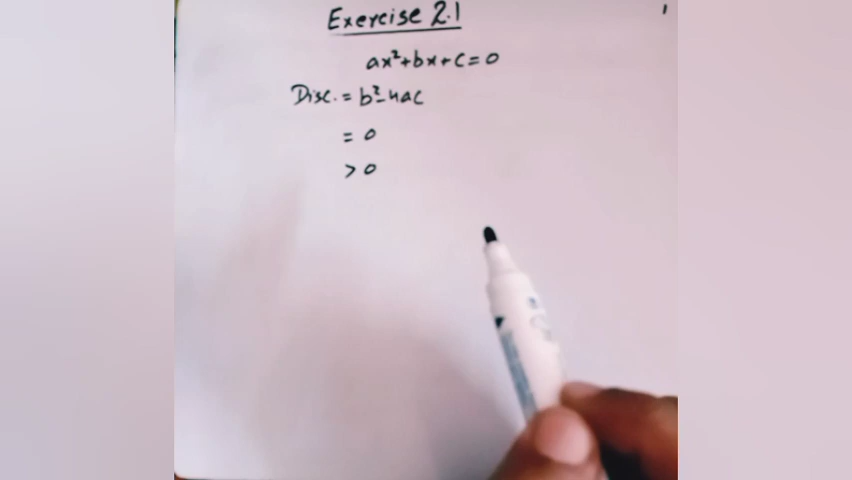 Exercise 2.1
ax²+bx+c=0
Disc. = b²-4ac
= 0
> 0